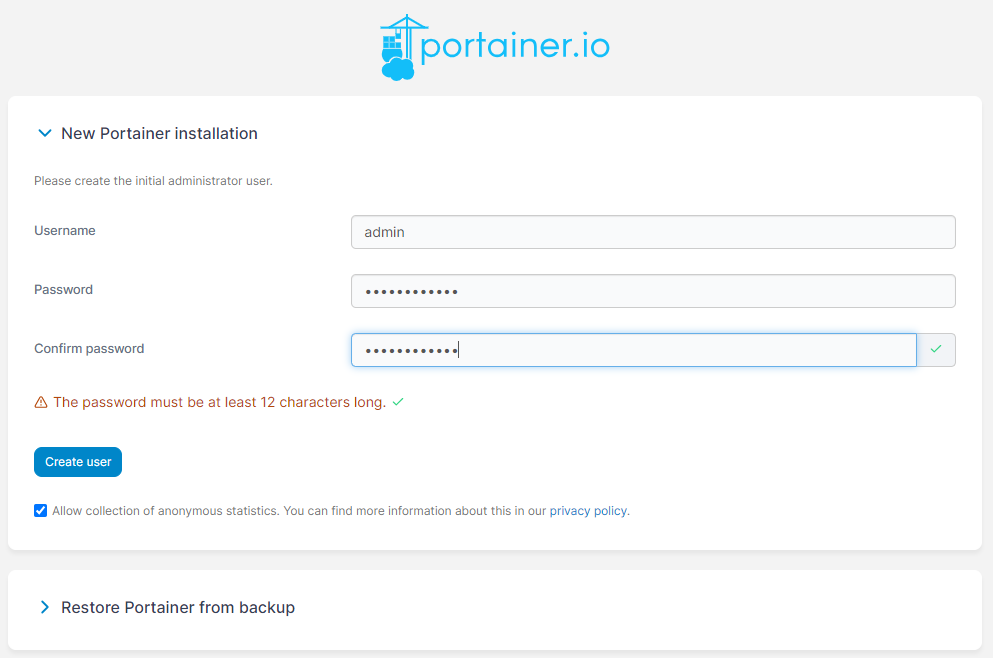 portainer.io
New Portainer installation
Please create the initial administrator user.
Username
admin
Password
••••••••••••
Confirm password
••••••••••••
The password must be at least 12 characters long.
Create user
Allow collection of anonymous statistics. You can find more information about this in our privacy policy.
Restore Portainer from backup